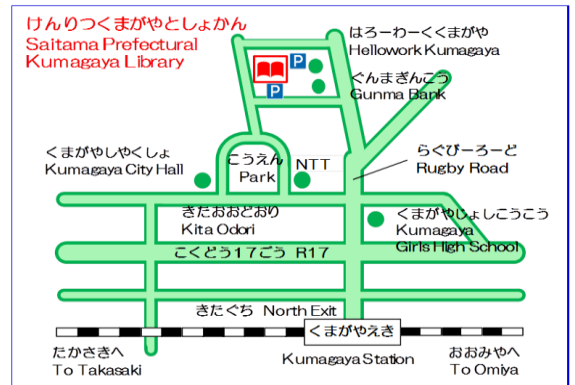 けんりつくまがやとしょかん
Saitama Prefectural
Kumagaya Library
はろーわーくくまがや
Hellowork Kumagaya
P
ぐんまぎんこう
Gunma Bank
P
くまがやしやくしょ
Kumagaya City Hall
こうえん
Park
NTT
らぐびーろーど
Rugby Road
きたおおどおり
Kita Odori
くまがやじょしこうこう
Kumagaya
Girls High School
こくどう17ごう R17
きたぐち North Exit
くまがやえき
Kumagaya Station
たかさきへ
To Takasaki
おおみやへ
To Omiya